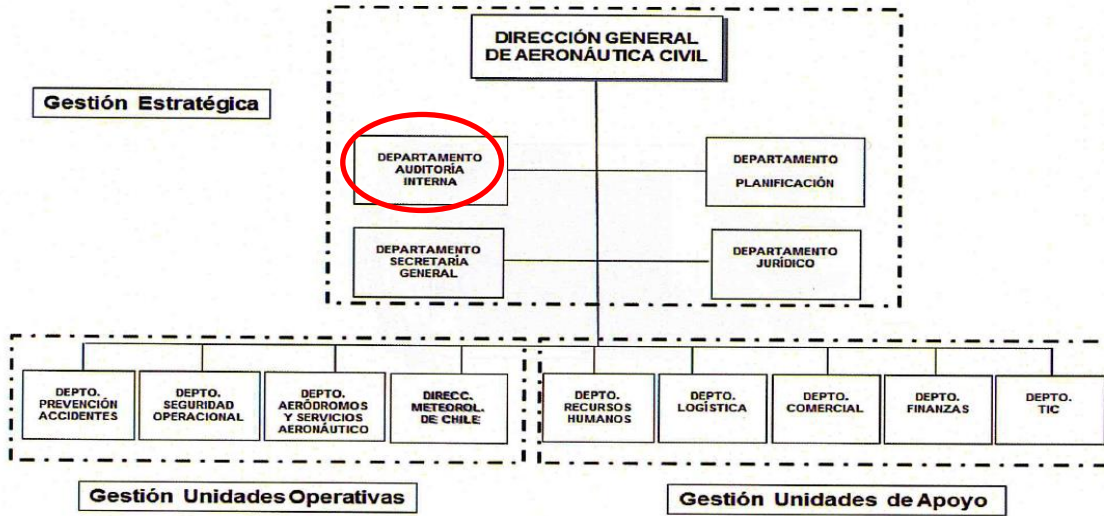 DIRECCIÓN GENERAL
DE AERONÁUTICA CIVIL
Gestión Estratégica
DEPARTAMENTO
AUDITORÍA
INTERNA
DEPARTAMENTO
PLANIFICACIÓN
DEPARTAMENTO
SECRETARÍA
GENERAL
DEPARTAMENTO
JURÍDICO
DEPTO.
PREVENCIÓN
ACCIDENTES
DEPTO.
SEGURIDAD
OPERACIONAL
DEPTO.
AERÓDROMOS
Y SERVICIOS
AERONÁUTICO
DIRECC.
METEOROL.
DE CHILE
DEPTO.
RECURSOS
HUMANOS
DEPTO.
LOGÍSTICA
DEPTO.
COMERCIAL
DEPTO.
FINANZAS
DEPTO.
TIC
Gestión Unidades Operativas
Gestión Unidades de Apoyo